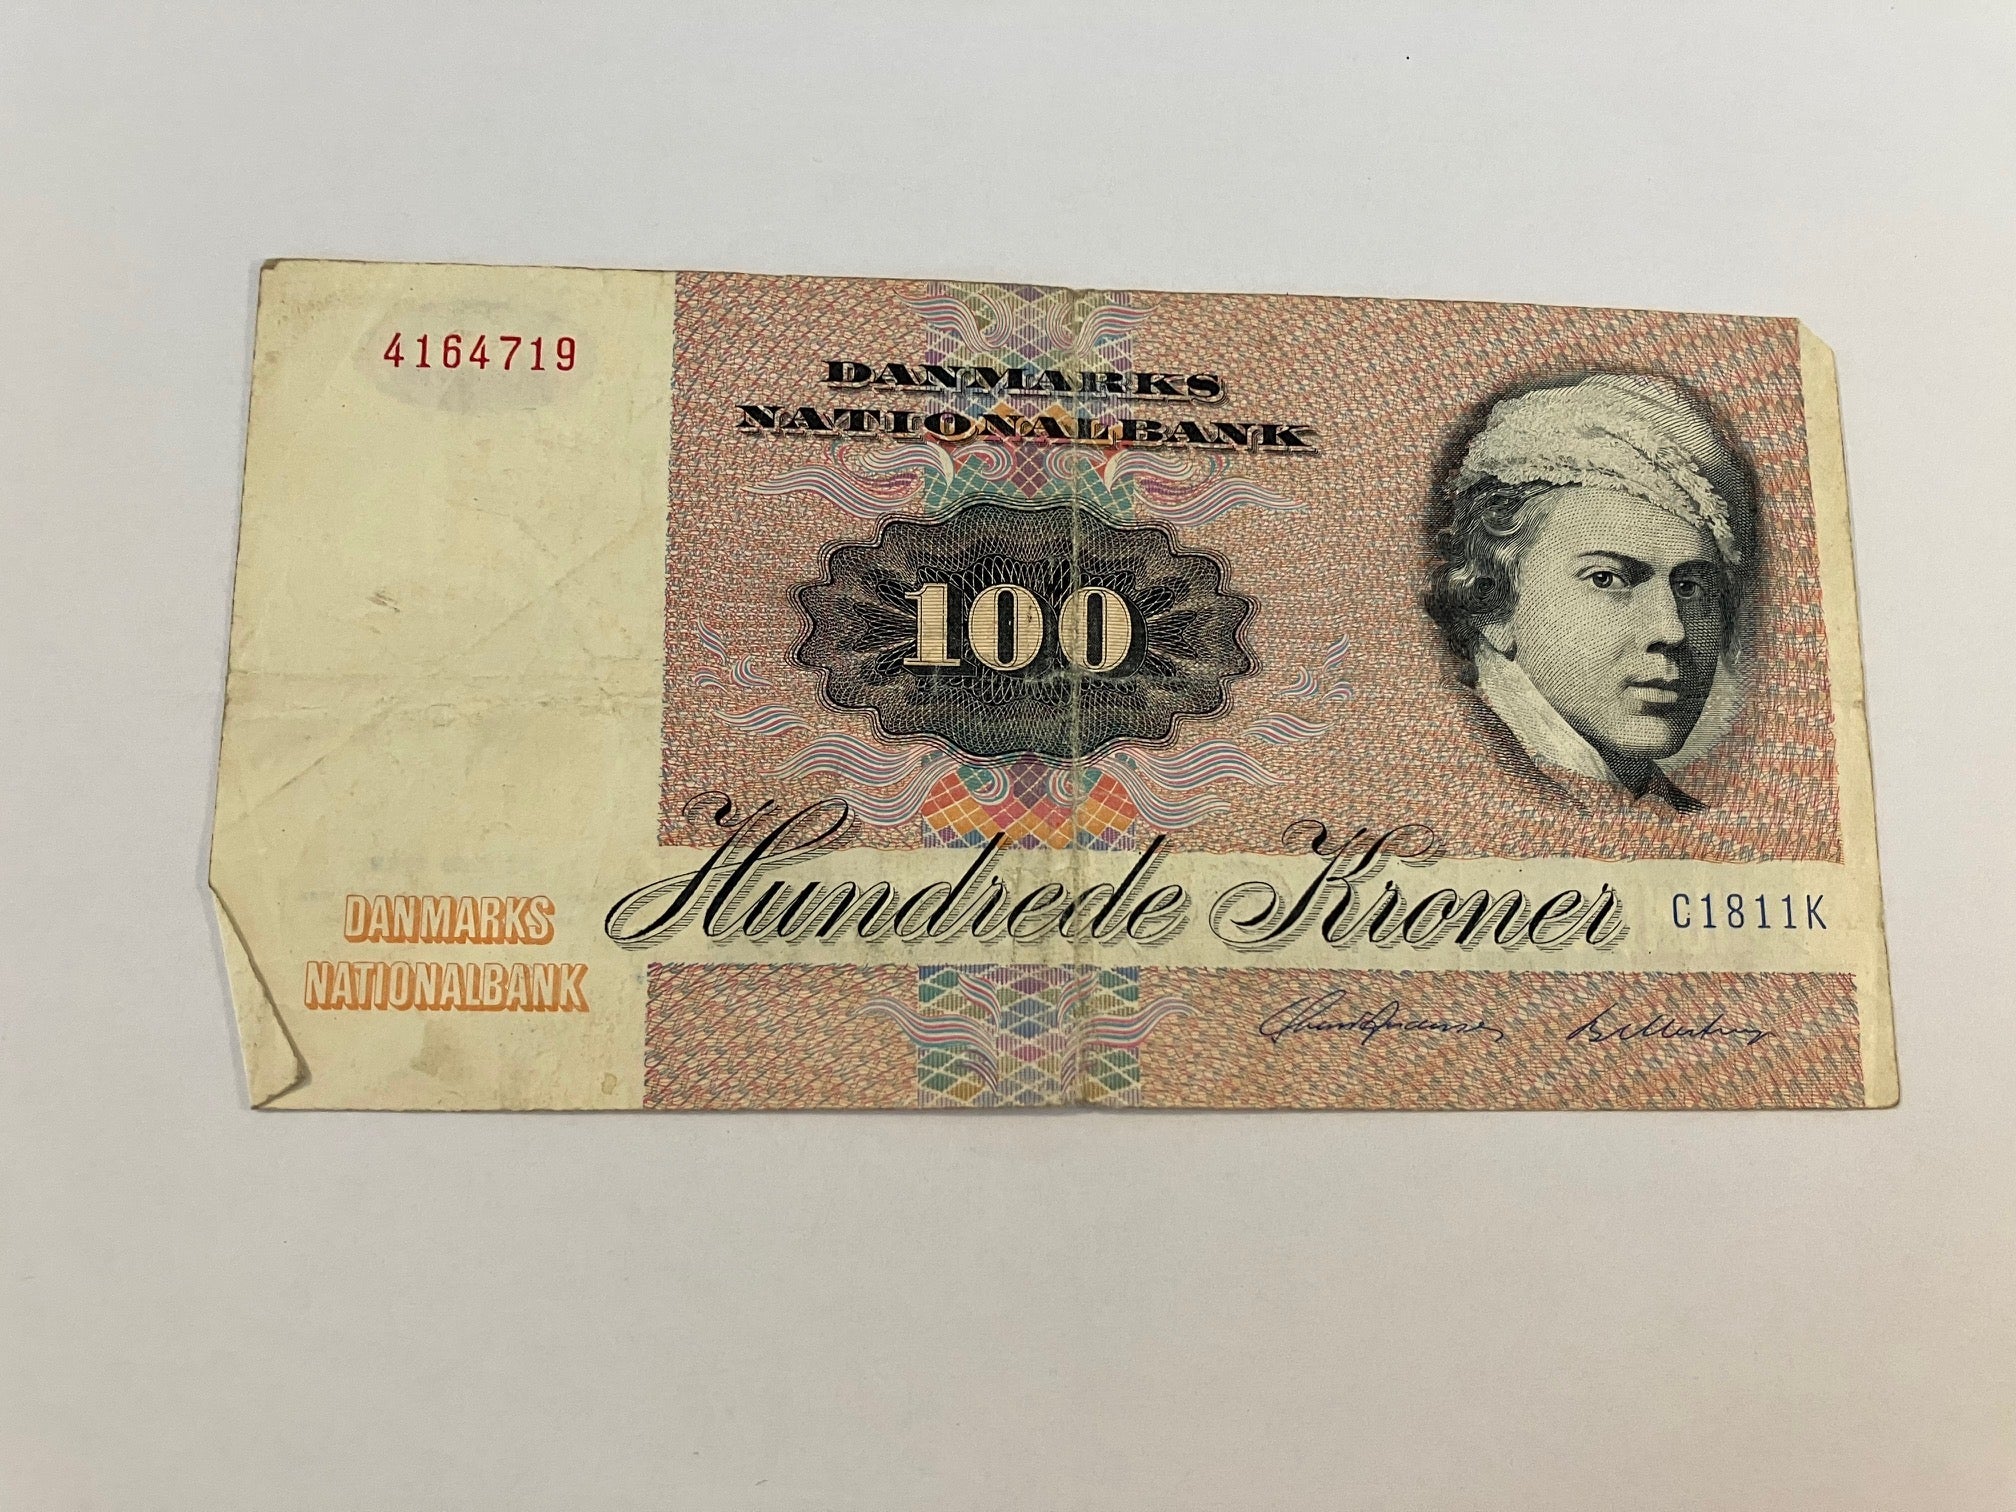 4164719
DANMARKS
NATIONALBANK
100
Hundrede Kroner
C1811K
DANMARKS
NATIONALBANK